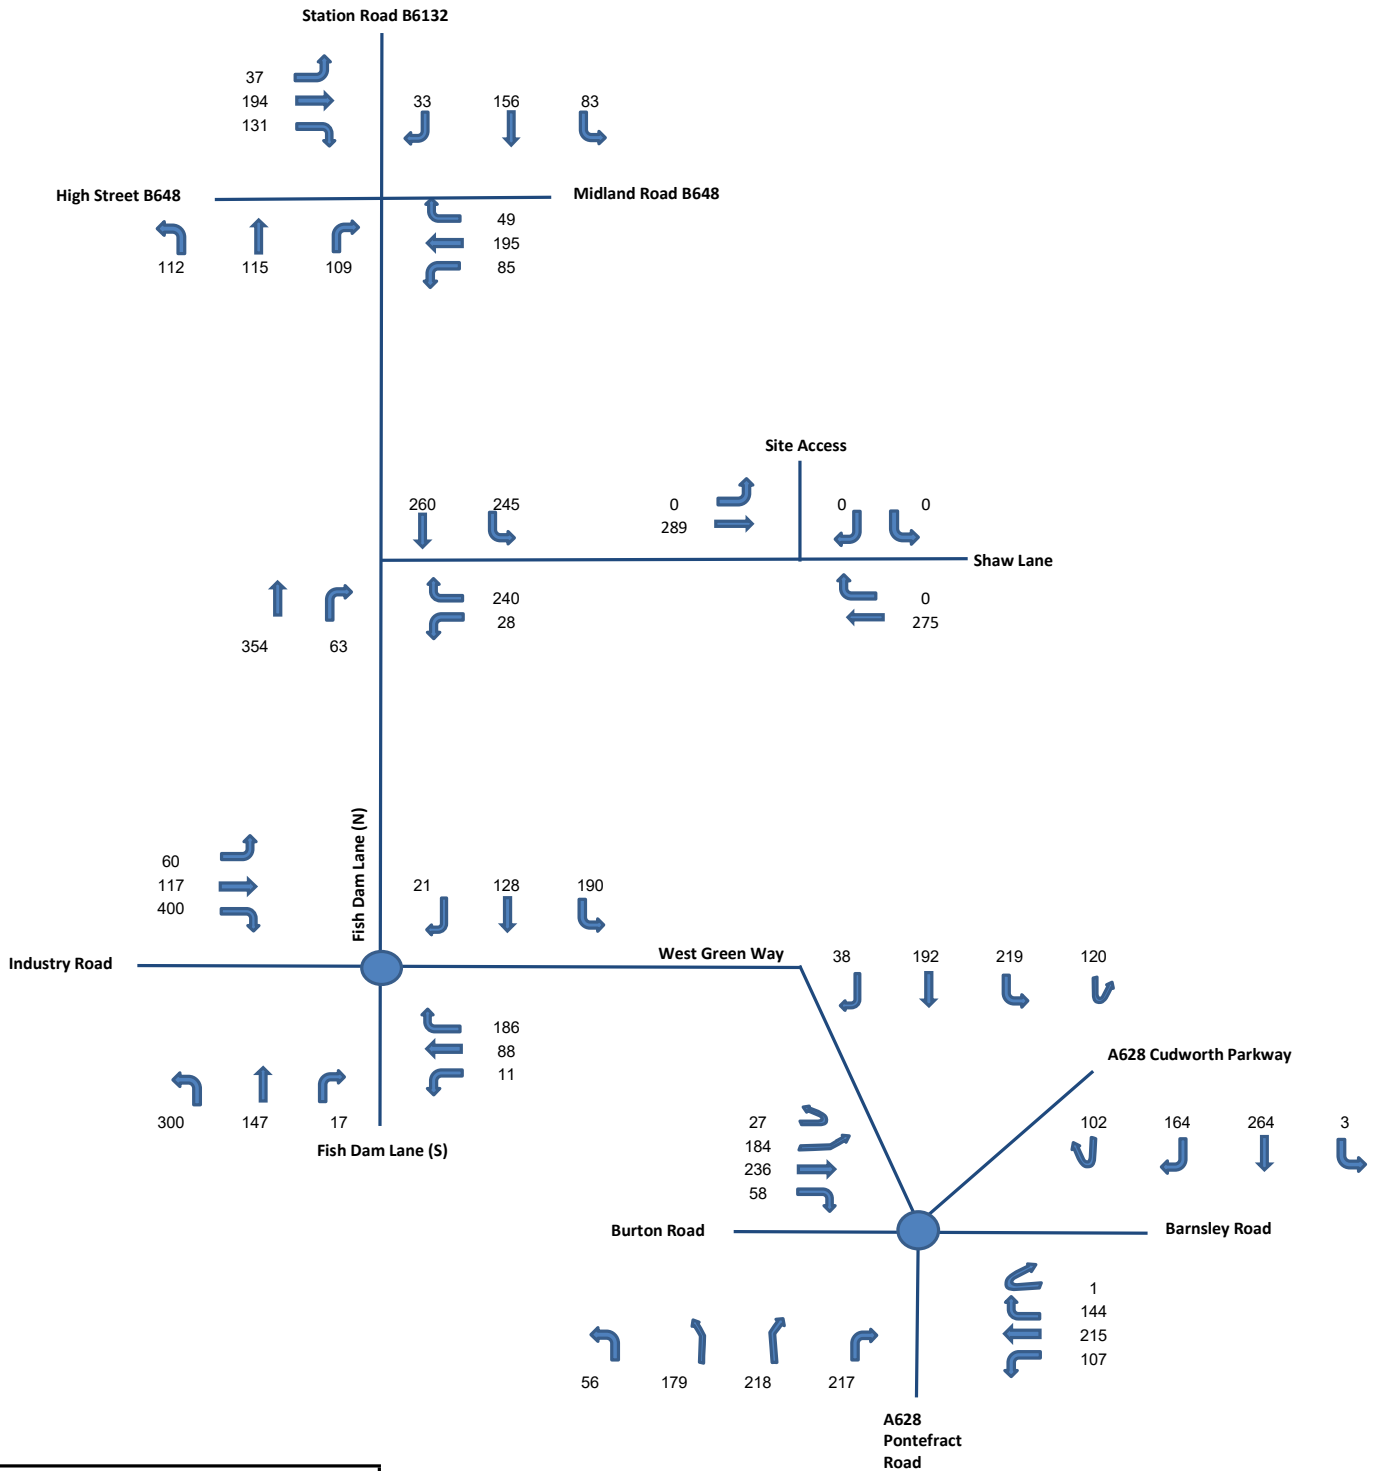 Station Road B6132
37
194
131
33 156 83
High Street B648
Midland Road B648
49
195
85
112 115 109
Site Access
260 245
0
289
0 0
Shaw Lane
240
28
0
275
354 63
Fish Dam Lane (N)
60
117
400
21 128 190
Industry Road
West Green Way
38 192 219 120
186
88
11
A628 Cudworth Parkway
300 147 17
Fish Dam Lane (S)
27
184
236
58
102 164 264 3
Burton Road
Barnsley Road
1
144
215
107
56 179 218 217
A628
Pontefract
Road